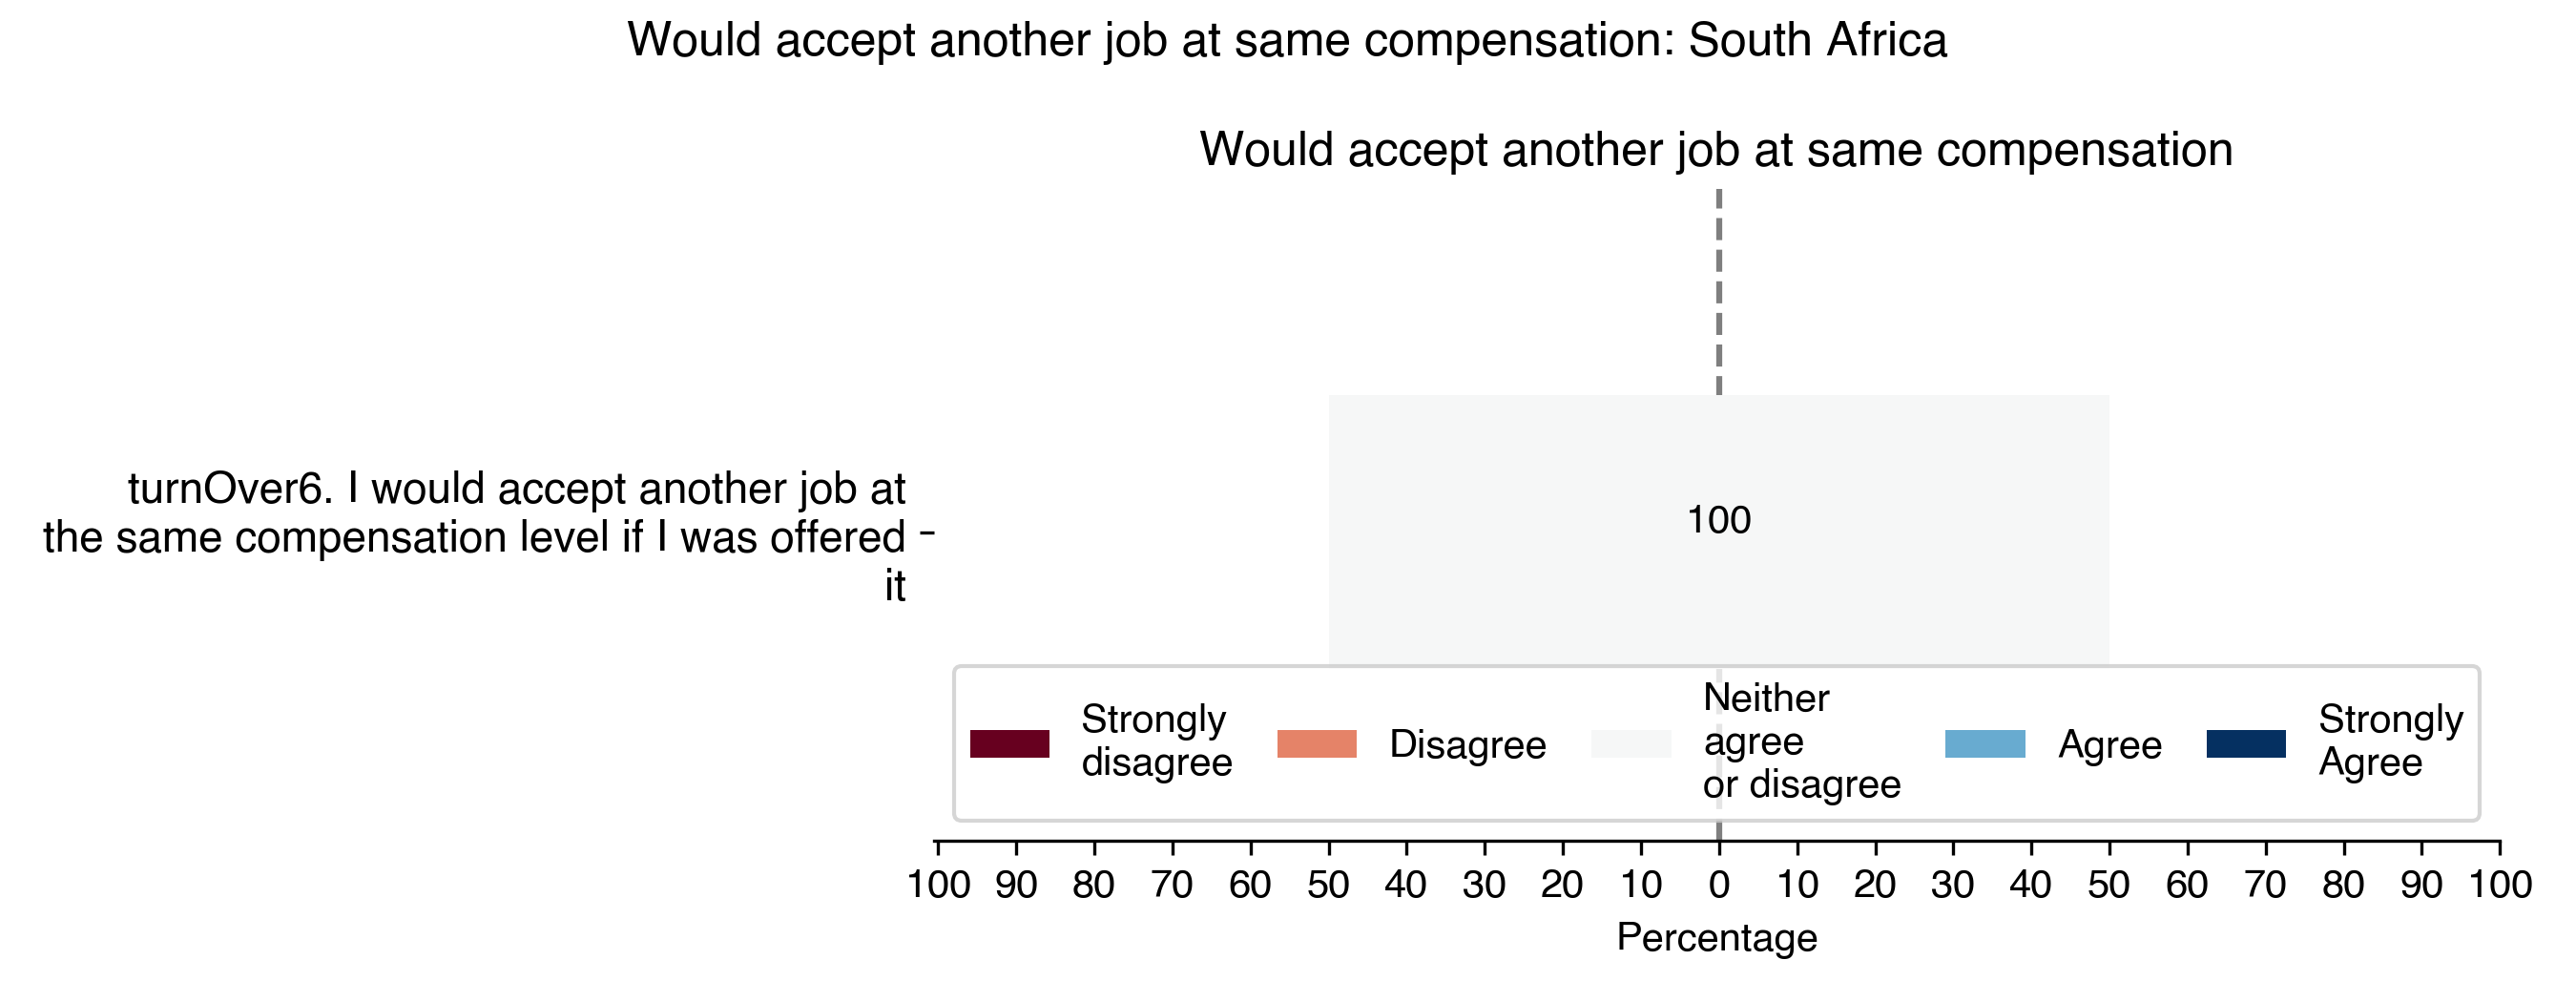 Would accept another job at same compensation: South Africa
Would accept another job at same compensation
turnOver6. I would accept another job at
the same compensation level if I was offered
it
100
Strongly
disagree
Disagree
Neither
agree
or disagree
Agree
Strongly
Agree
100 90 80 70 60 50 40 30 20 10 0 10 20 30 40 50 60 70 80 90 100
Percentage